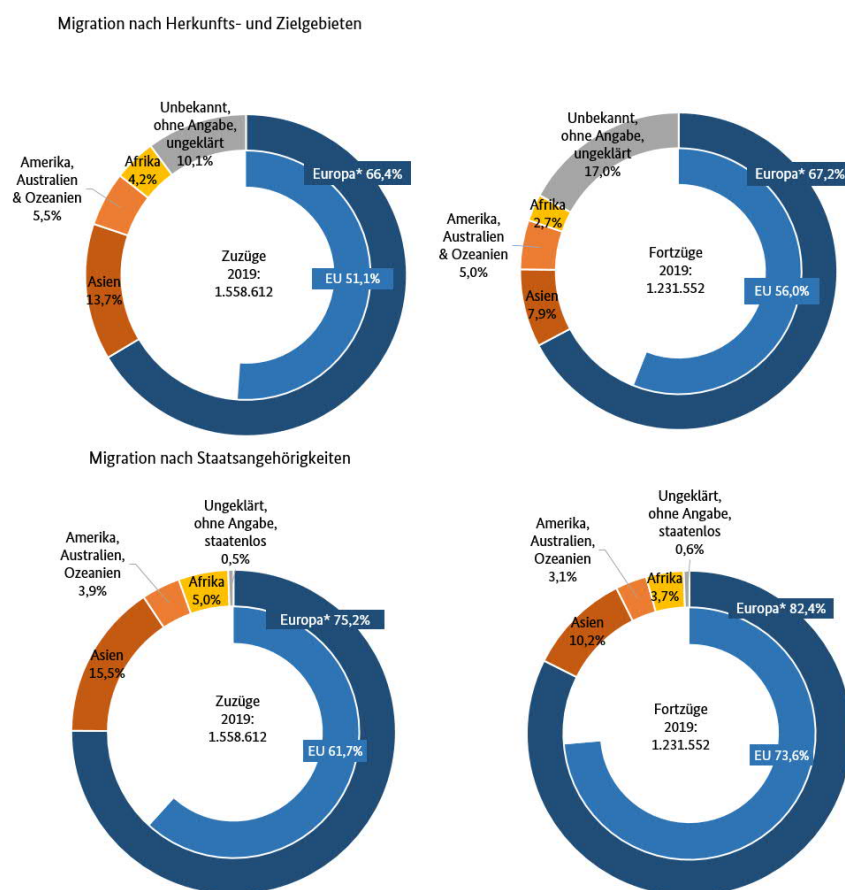 Migration nach Herkunfts- und Zielgebieten
Unbekannt,
ohne Angabe,
ungeklärt
10,1%
Afrika
4,2%
Amerika,
Australien
& Ozeanien
5,5%
Asien
13,7%
Europa* 66,4%
EU 51,1%
Zuzüge
2019:
1.558.612
Unbekannt,
ohne Angabe,
ungeklärt
17,0%
Afrika
2,7%
Amerika,
Australien
& Ozeanien
5,0%
Asien
7,9%
Europa* 67,2%
EU 56,0%
Fortzüge
2019:
1.231.552
Migration nach Staatsangehörigkeiten
Ungeklärt,
ohne Angabe,
staatenlos
0,5%
Amerika,
Australien,
Ozeanien
3,9%
Afrika
5,0%
Asien
15,5%
Europa* 75,2%
EU 61,7%
Zuzüge
2019:
1.558.612
Ungeklärt,
ohne Angabe,
staatenlos
0,6%
Amerika,
Australien,
Ozeanien
3,1%
Afrika
3,7%
Asien
10,2%
Europa* 82,4%
EU 73,6%
Fortzüge
2019:
1.231.552